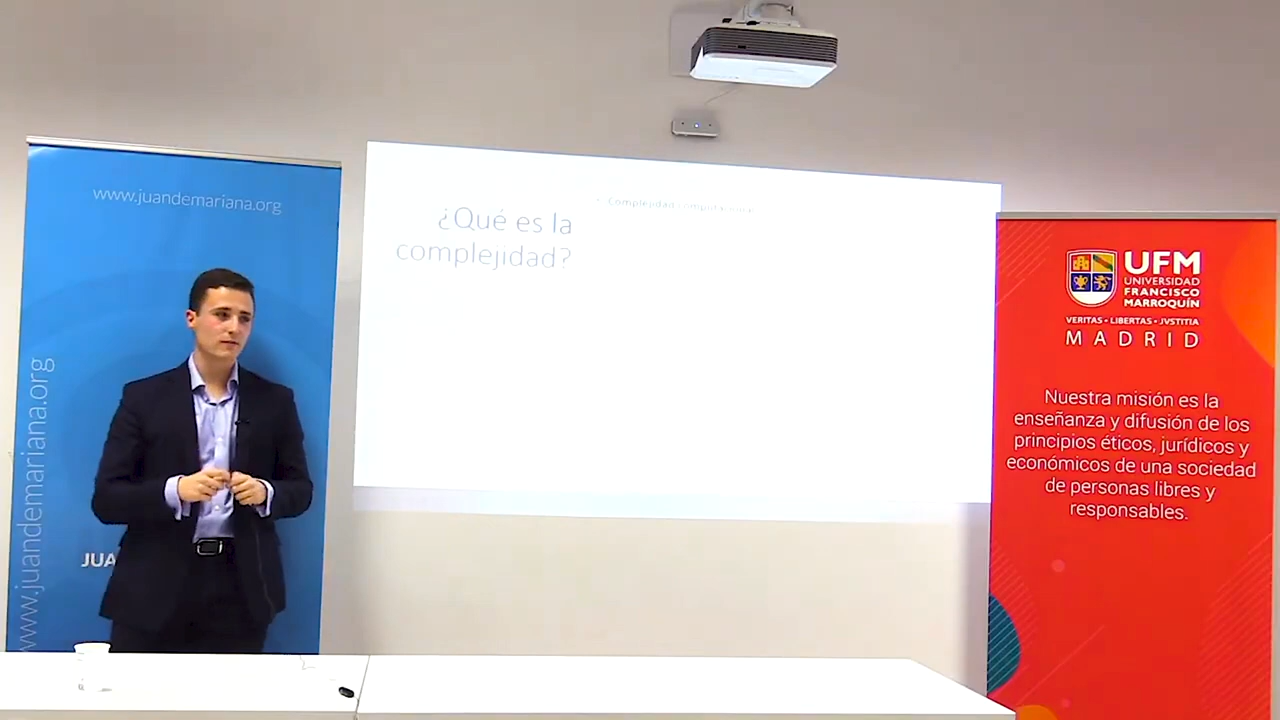 www.juandemariana.org
www.juandemariana.org
JUA
¿Qué es la
complejidad?
Complejidad computacional
UFM
UNIVERSIDAD
FRANCISCO
MARROQUÍN
VERITAS • LIBERTAS • JVSTITIA
MADRID
Nuestra misión es la
enseñanza y difusión de los
principios éticos, jurídicos y
económicos de una sociedad
de personas libres y
responsables.